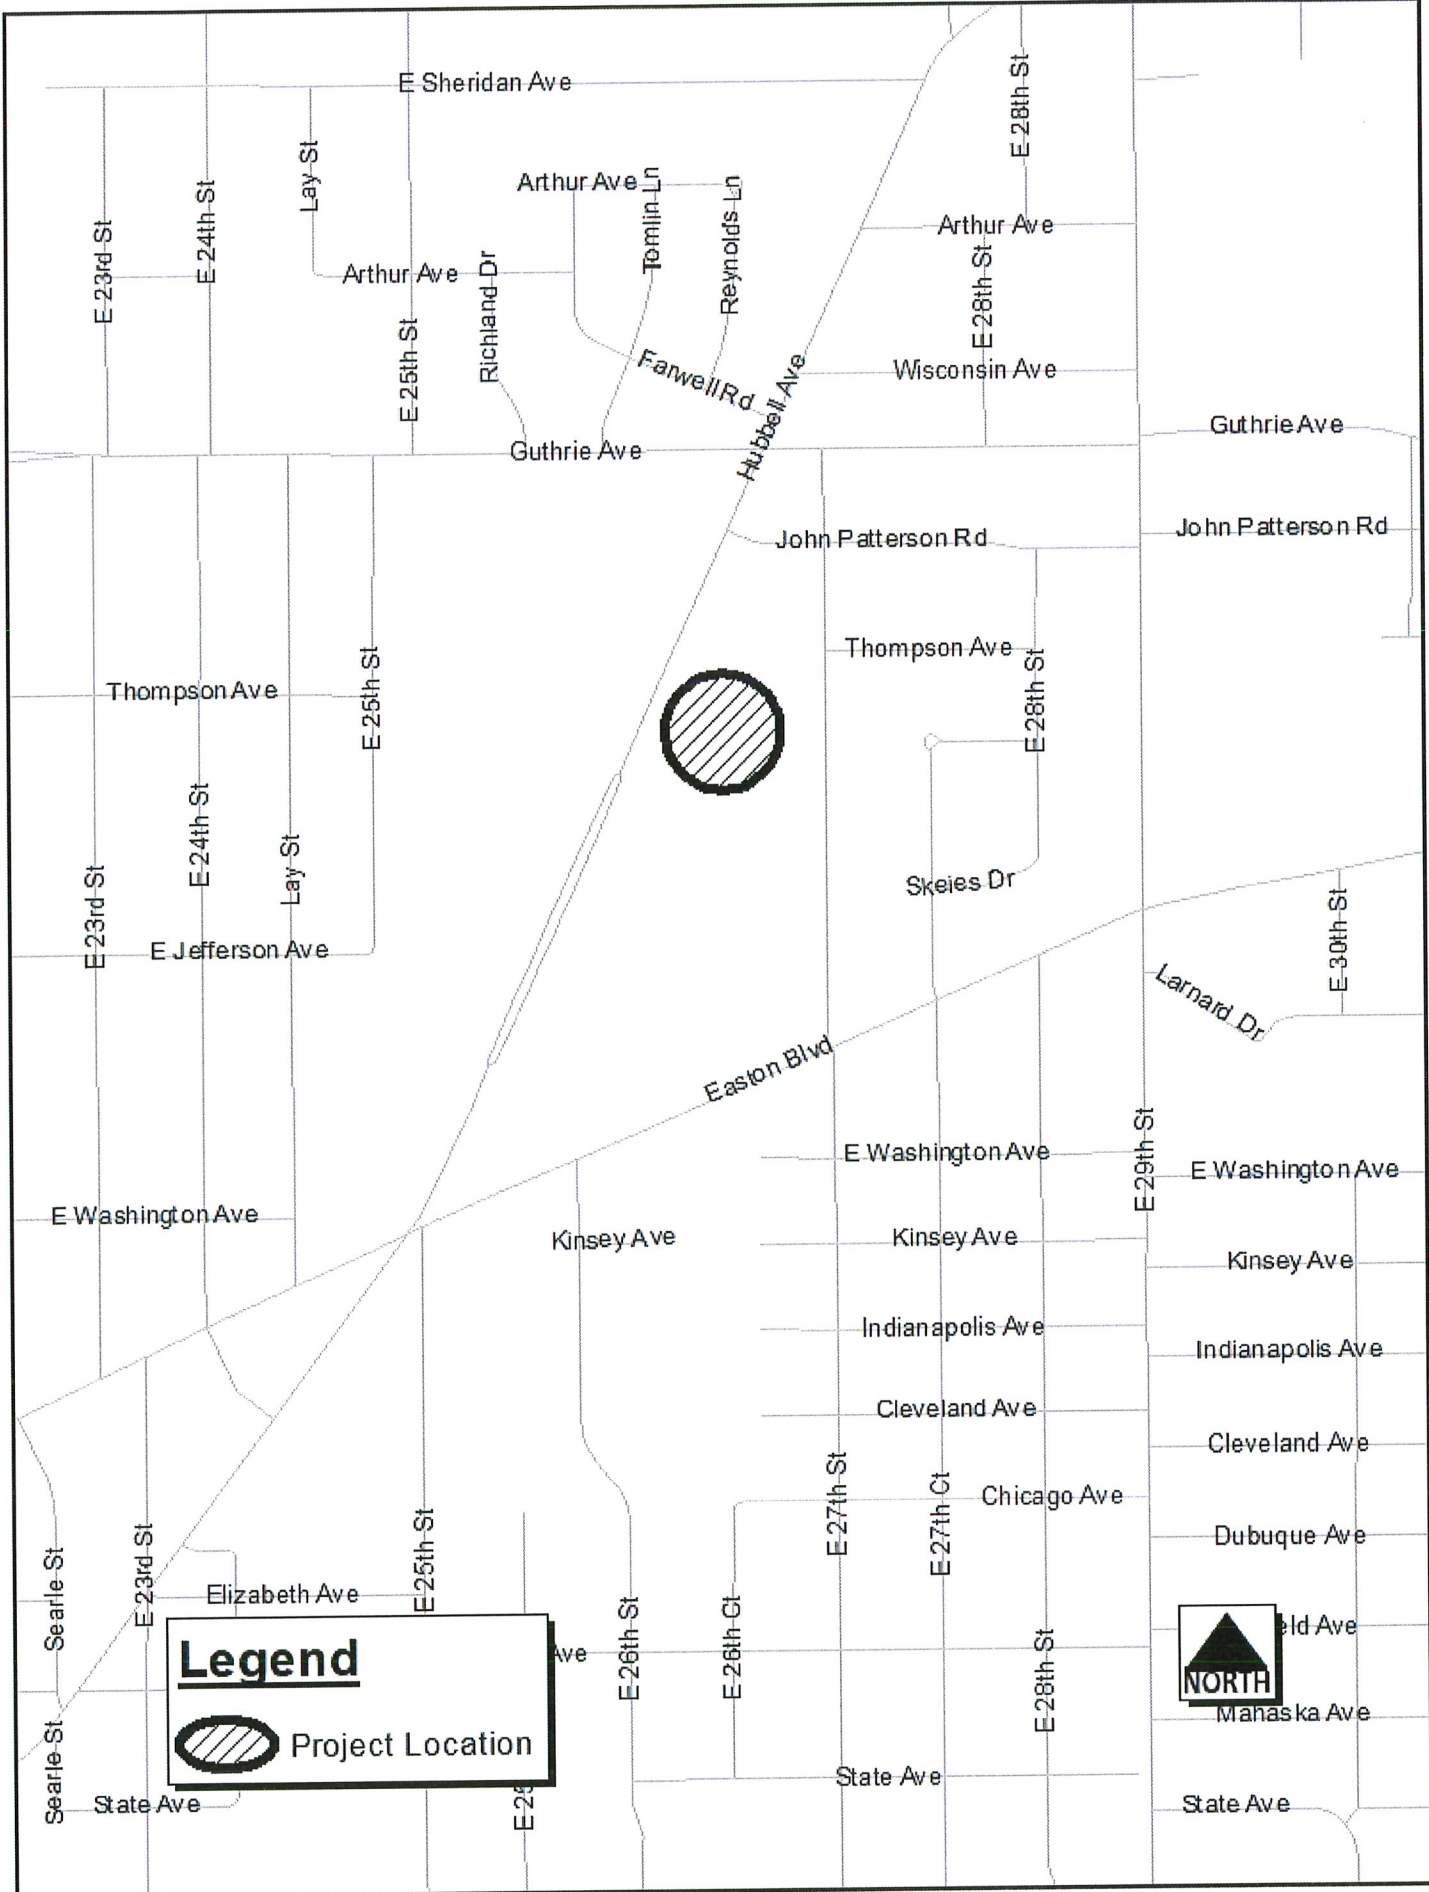 E Sheridan Ave
E 28th St
Lay St
Arthur Ave
Tomlin Ln
Reynolds Ln
E 24th St
E 23rd St
Arthur Ave
Arthur Ave
Richland Dr
E 28th St
E 25th St
Farwell Rd
Hubbell Ave
Wisconsin Ave
Guthrie Ave
Guthrie Ave
John Patterson Rd
John Patterson Rd
Thompson Ave
E 28th St
Thompson Ave
E 25th St
E 24th St
Lay St
E 23rd St
Skeies Dr
E Jefferson Ave
E 30th St
Larnard Dr
Easton Blvd
E Washington Ave
E 29th St
E Washington Ave
E Washington Ave
Kinsey Ave
Kinsey Ave
Kinsey Ave
Indianapolis Ave
Indianapolis Ave
Cleveland Ave
Cleveland Ave
E 27th St
E 27th Ct
Chicago Ave
Dubuque Ave
Searle St
E 23rd St
E 25th St
Elizabeth Ave
E 26th St
E 26th Ct
E 28th St
Ave
eld Ave
Legend
Project Location
NORTH
Mahaska Ave
Searle St
State Ave
E 25
State Ave
State Ave